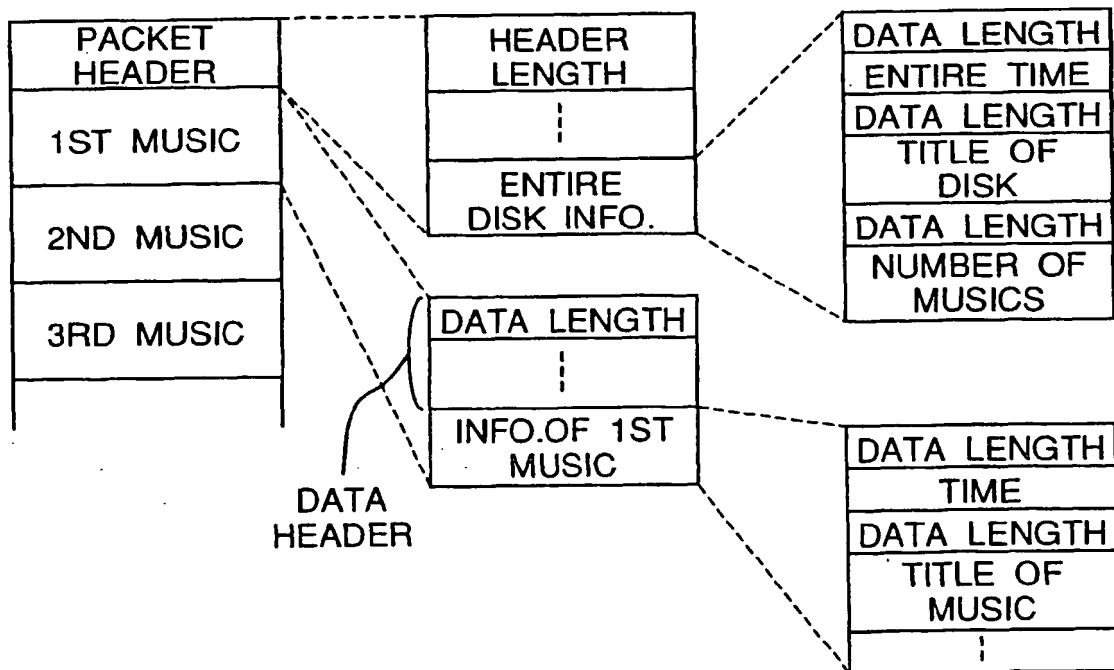 PACKET
HEADER
1ST MUSIC
2ND MUSIC
3RD MUSIC
HEADER
LENGTH
ENTIRE
DISK INFO.
DATA LENGTH
ENTIRE TIME
DATA LENGTH
TITLE OF
DISK
DATA LENGTH
NUMBER OF
MUSICS
DATA LENGTH
INFO.OF 1ST
MUSIC
DATA
HEADER
DATA LENGTH
TIME
DATA LENGTH
TITLE OF
MUSIC